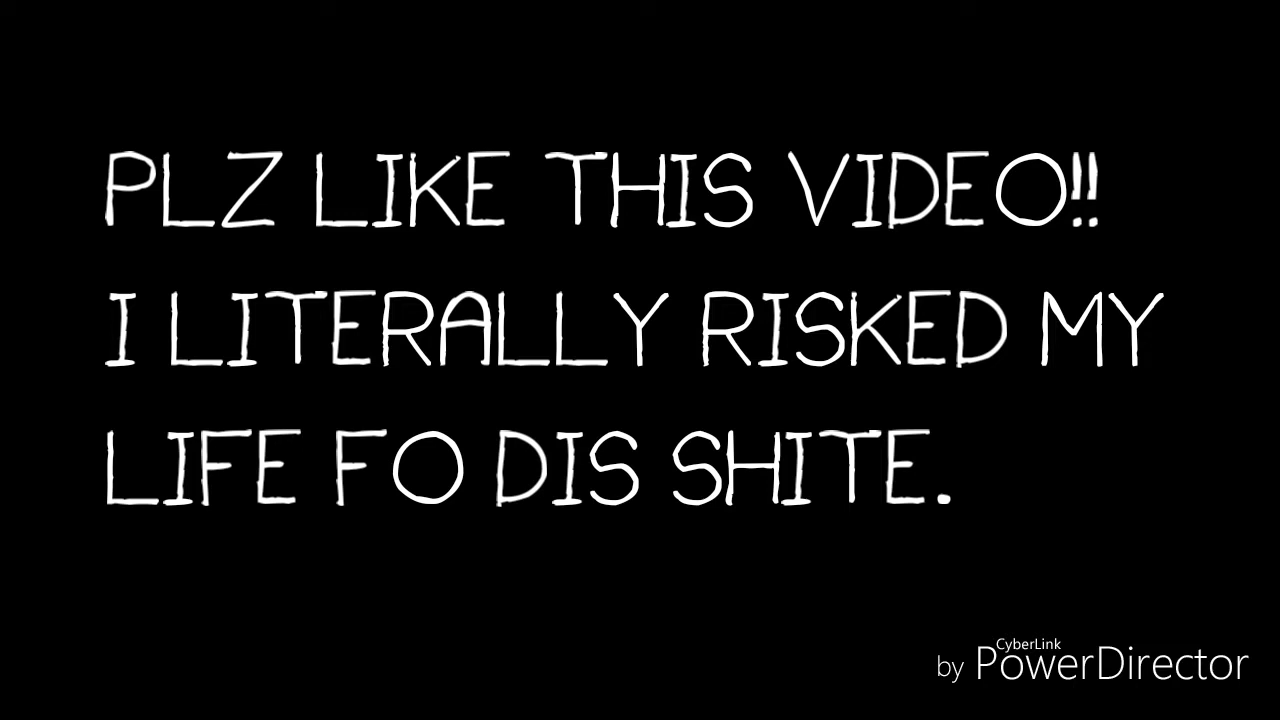 PLZ LIKE THIS VIDEO!!
I LITERALLY RISKED MY
LIFE FO DIS SHITE.
CyberLink
by PowerDirector